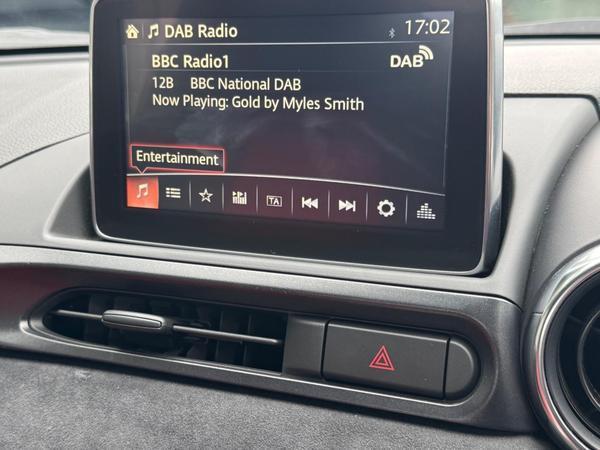 DAB Radio
17:02
BBC Radio1
DAB
12B BBC National DAB
Now Playing: Gold by Myles Smith
Entertainment
TA